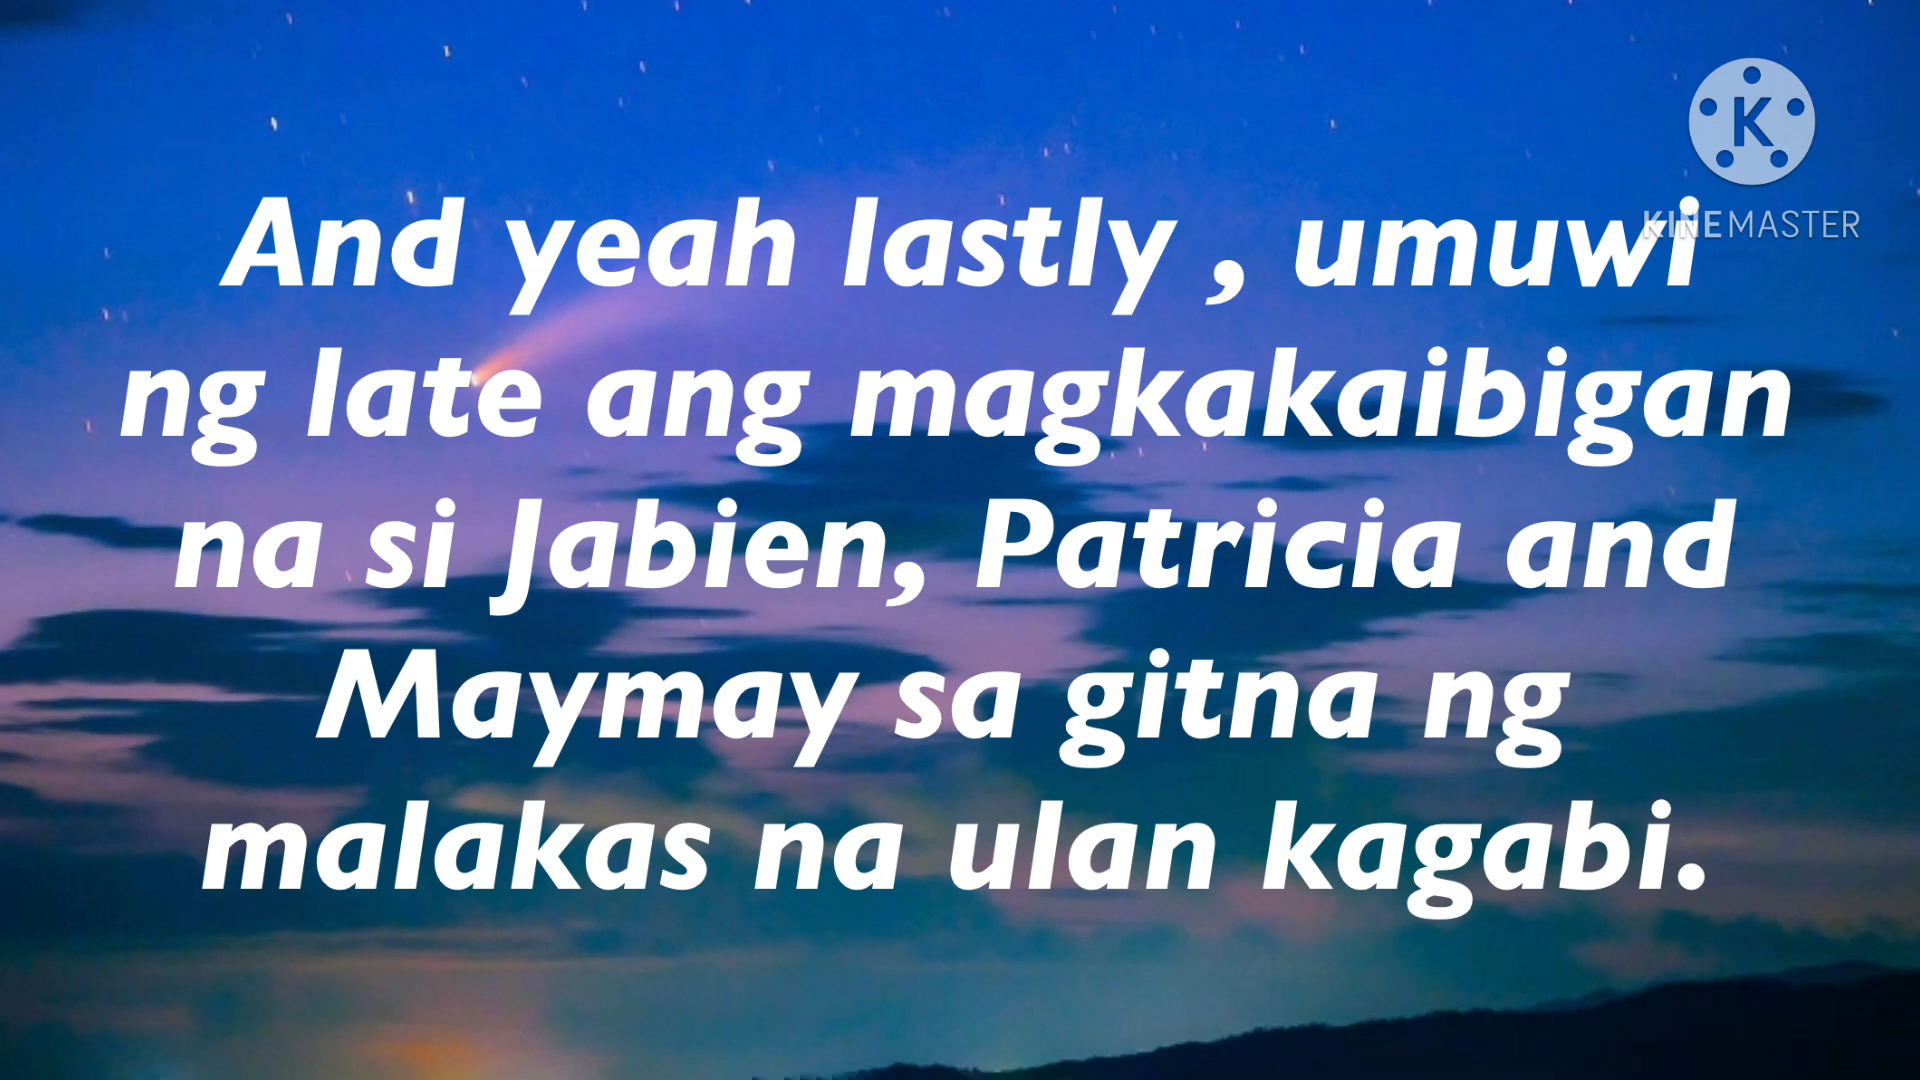 K
KINEMASTER
And yeah lastly , umuwi
ng late ang magkakaibigan
na si Jabien, Patricia and
Maymay sa gitna ng
malakas na ulan kagabi.